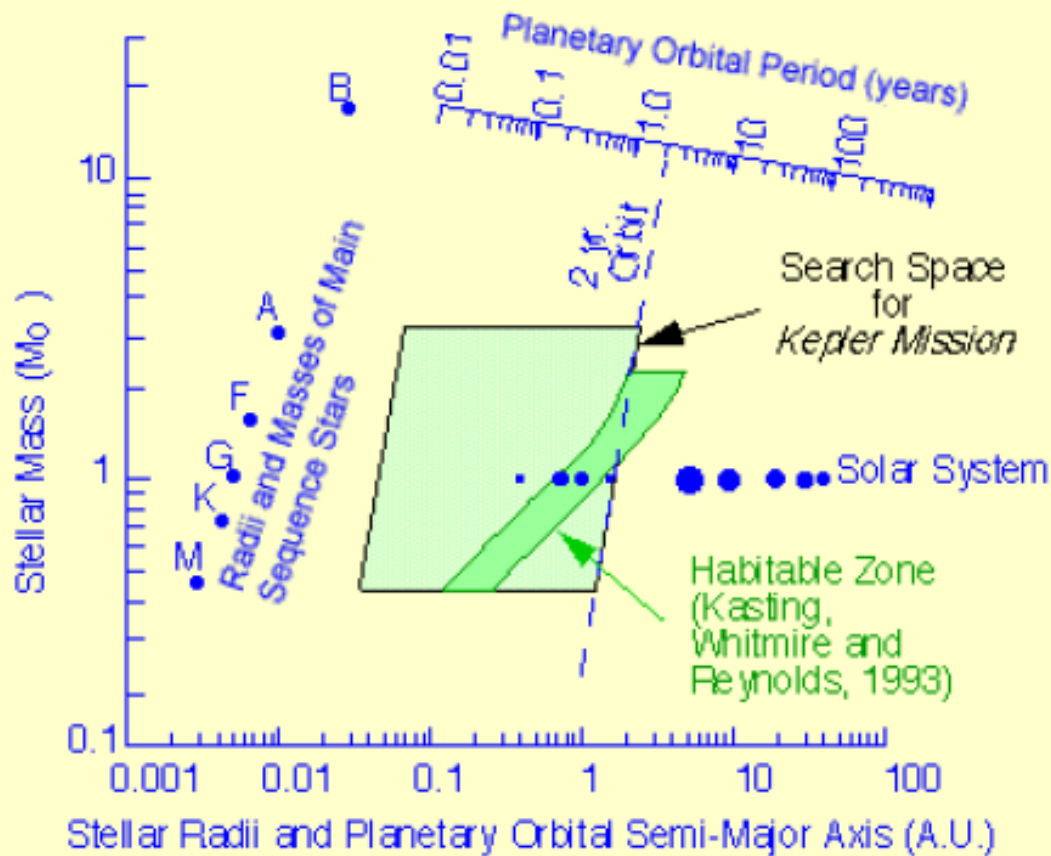 Planetary Orbital Period (years)
0.01
0.1
1.0
10
100
B
10
2 yr.
Orbit
Search Space
for
Kepler Mission
Stellar Mass (Mo )
A
Radii and Masses of Main
Sequence Stars
F
G
1
Solar System
K
M
Habitable Zone
(Kasting,
Whitmire and
Reynolds, 1993)
0.1
0.001
0.01
0.1
1
10
100
Stellar Radii and Planetary Orbital Semi-Major Axis (A.U.)